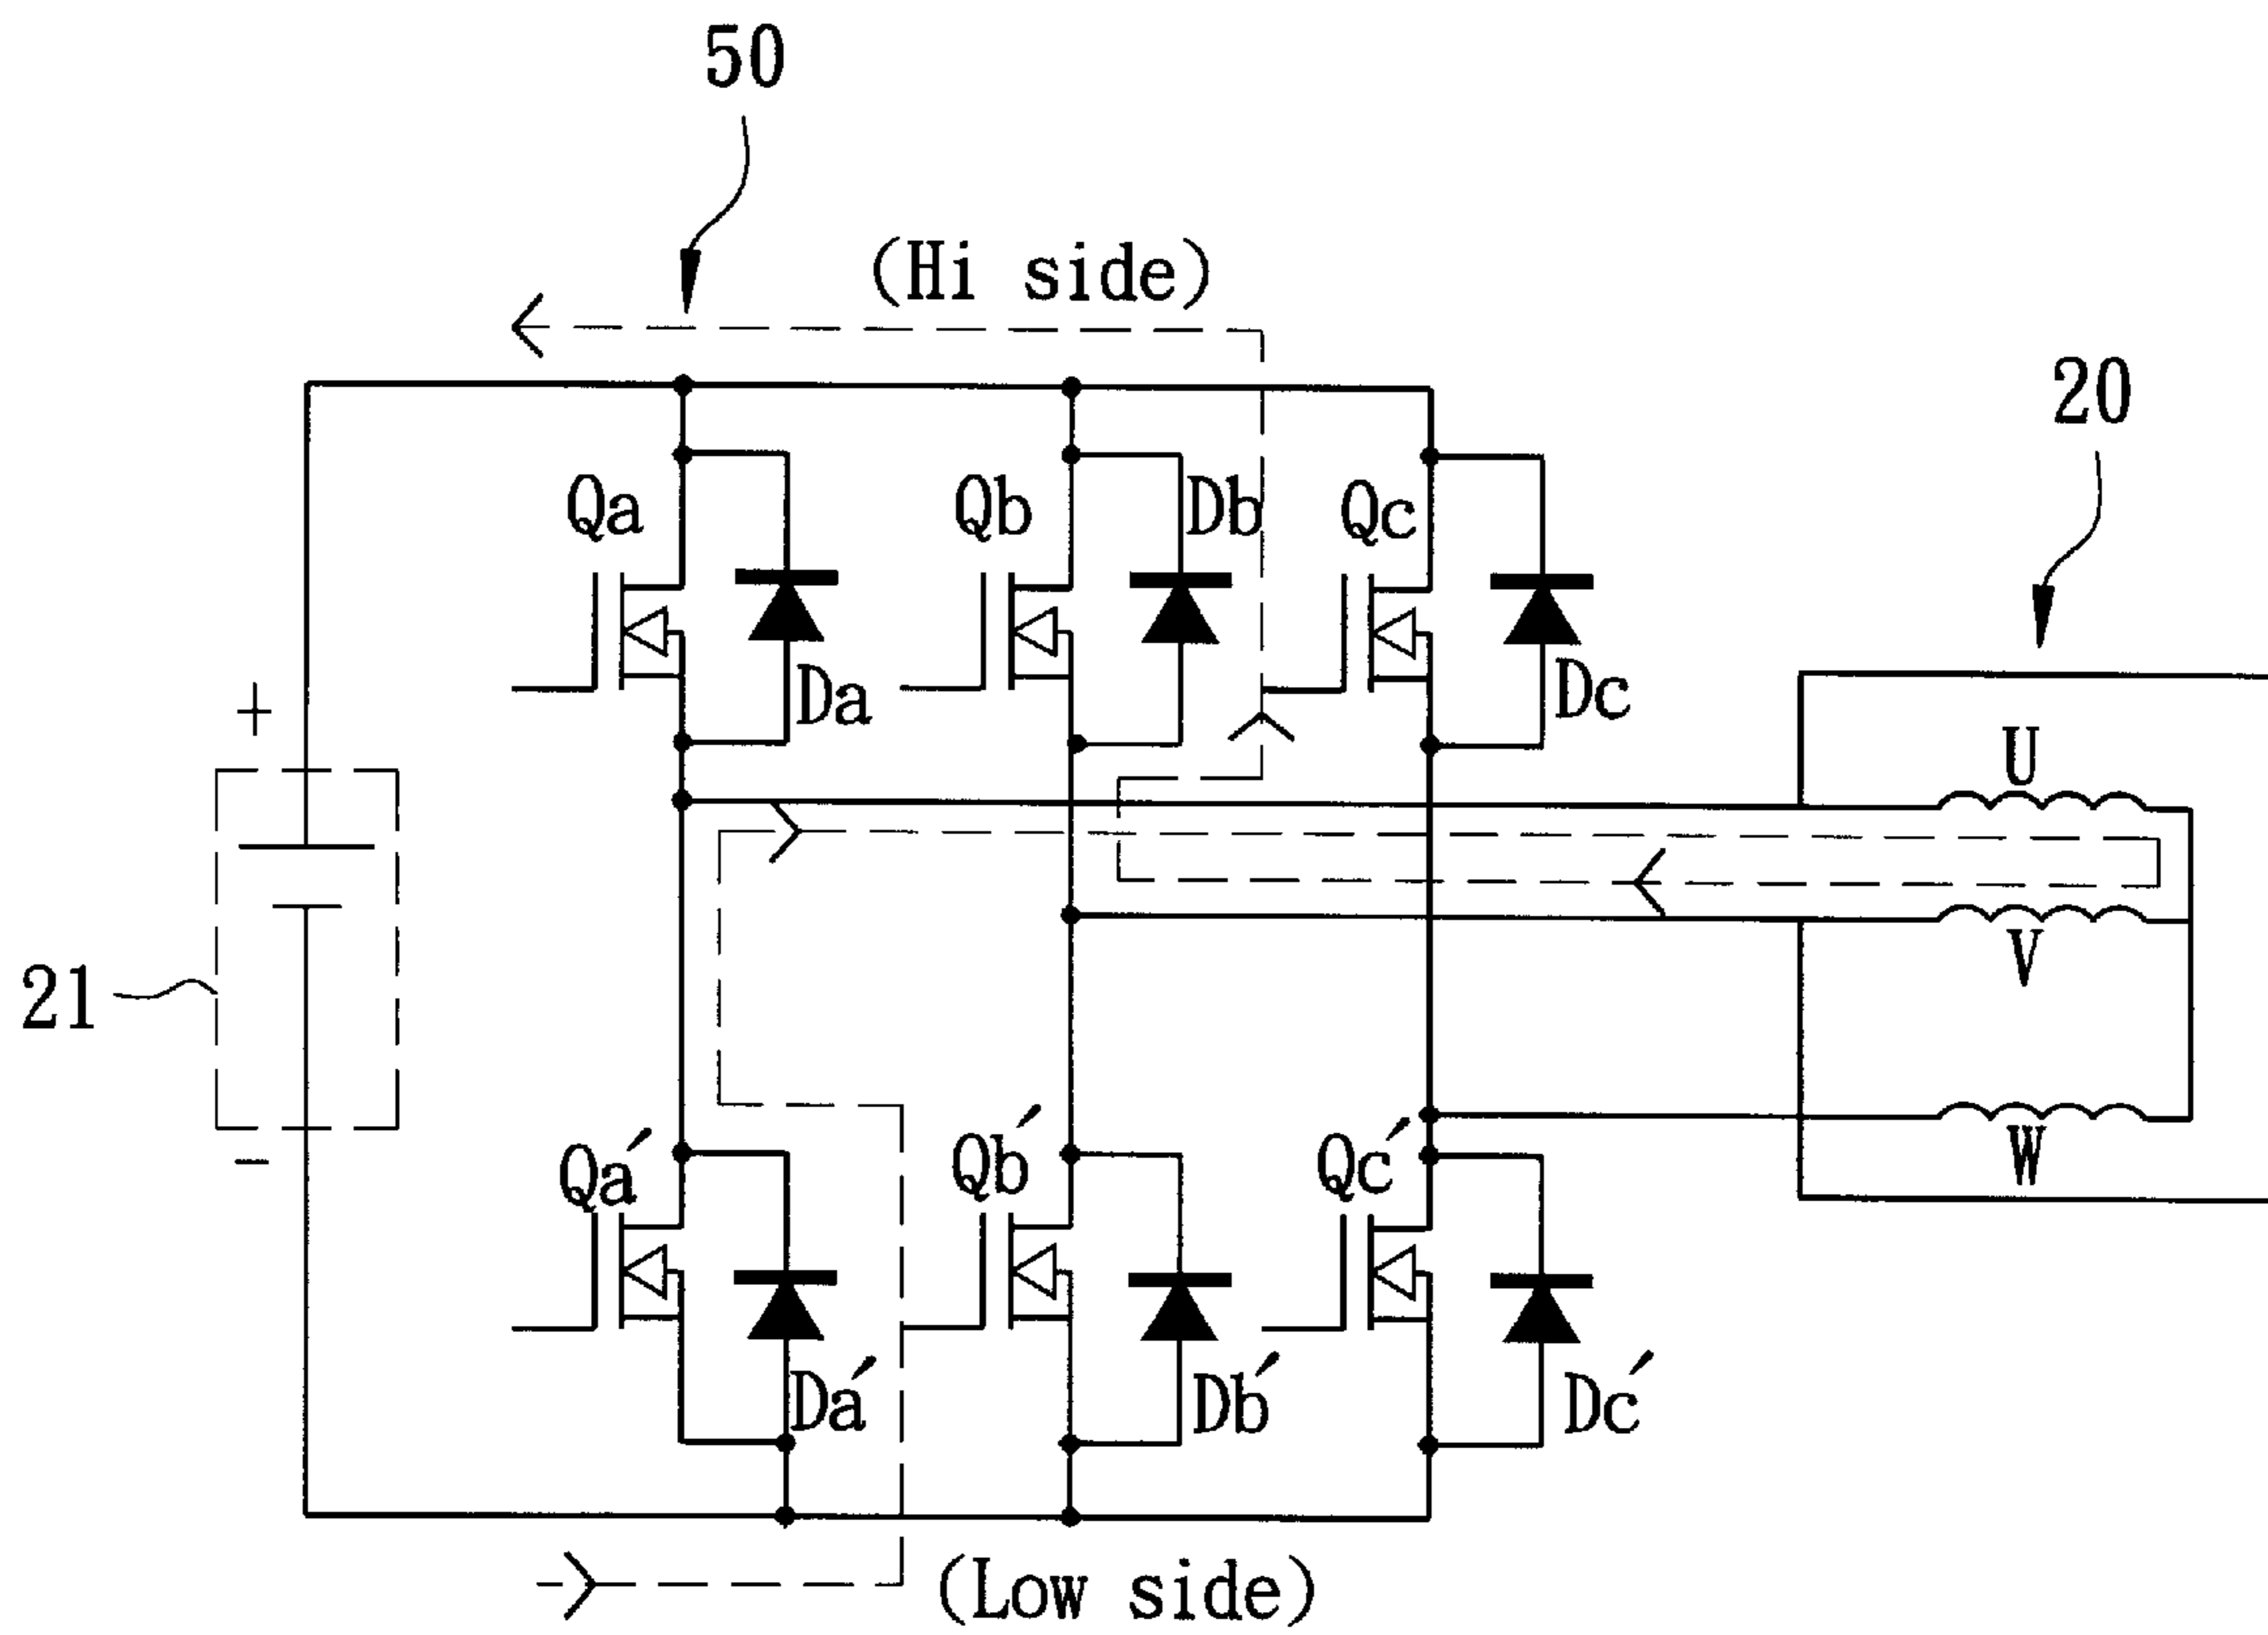 50
(Hi side)
20
Qa
Qb
Db
Qc
Da
Dc
+
U
21
V
-
Qa′
Qb′
Qc′
W
Da′
Db′
Dc′
(Low side)